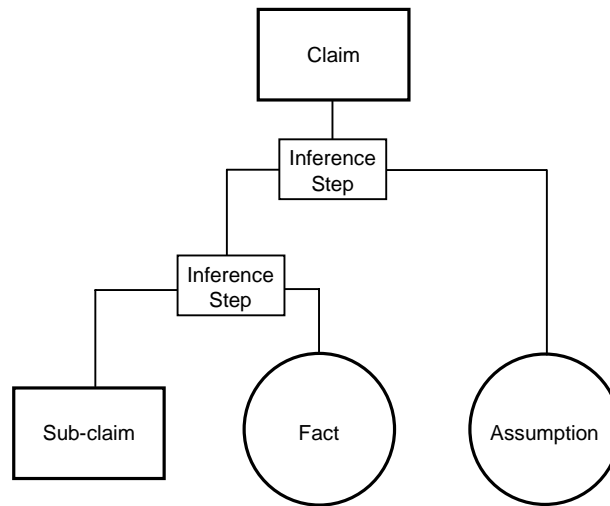 Claim
Inference
Step
Inference
Step
Sub-claim
Fact
Assumption